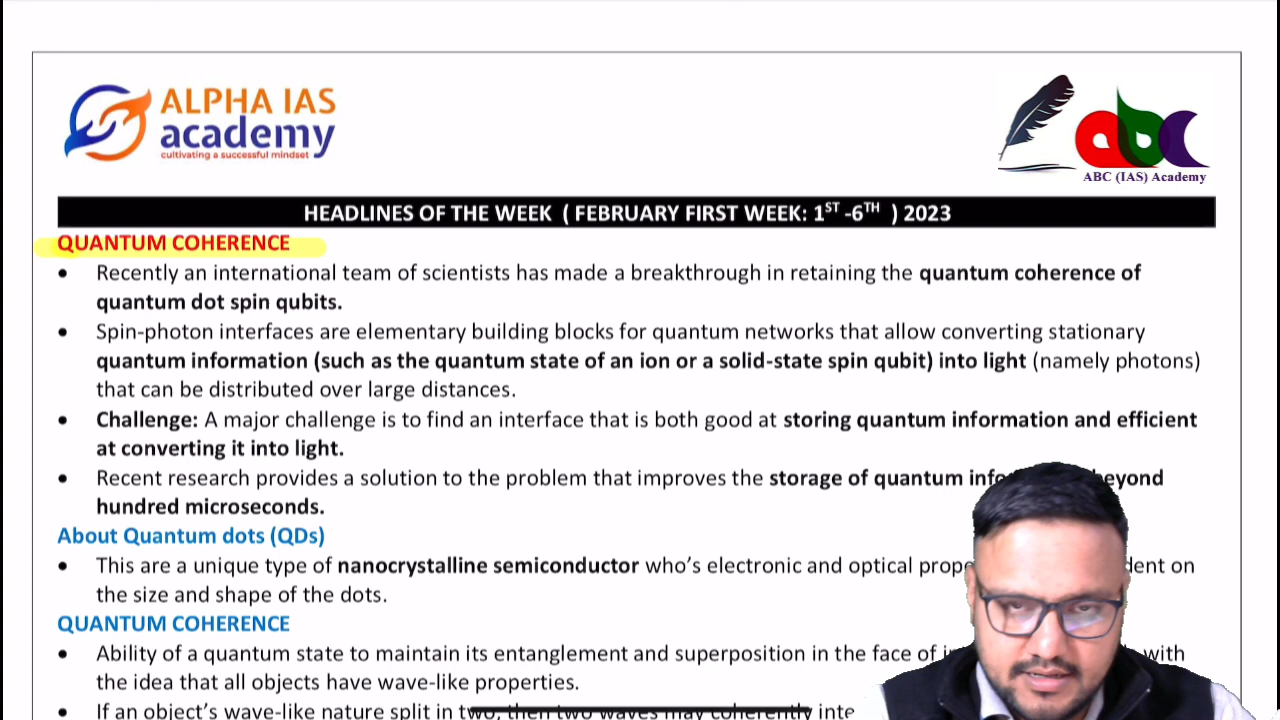 ALPHA IAS
academy
cultivating a successful mindset
abc
ABC (IAS) Academy
HEADLINES OF THE WEEK ( FEBRUARY FIRST WEEK: 1ST -6TH ) 2023
QUANTUM COHERENCE
• Recently an international team of scientists has made a breakthrough in retaining the quantum coherence of
quantum dot spin qubits.
• Spin-photon interfaces are elementary building blocks for quantum networks that allow converting stationary
quantum information (such as the quantum state of an ion or a solid-state spin qubit) into light (namely photons)
that can be distributed over large distances.
• Challenge: A major challenge is to find an interface that is both good at storing quantum information and efficient
at converting it into light.
• Recent research provides a solution to the problem that improves the storage of quantum
hundred microseconds.
About Quantum dots (QDs)
• This are a unique type of nanocrystalline semiconductor who's electronic and optical on
the size and shape of the dots.
QUANTUM COHERENCE
• Ability of a quantum state to maintain its entanglement and superposition in the face of with
the idea that all objects have wave-like properties.
• If an object's wave-like nature split in two, then two waves may coherently